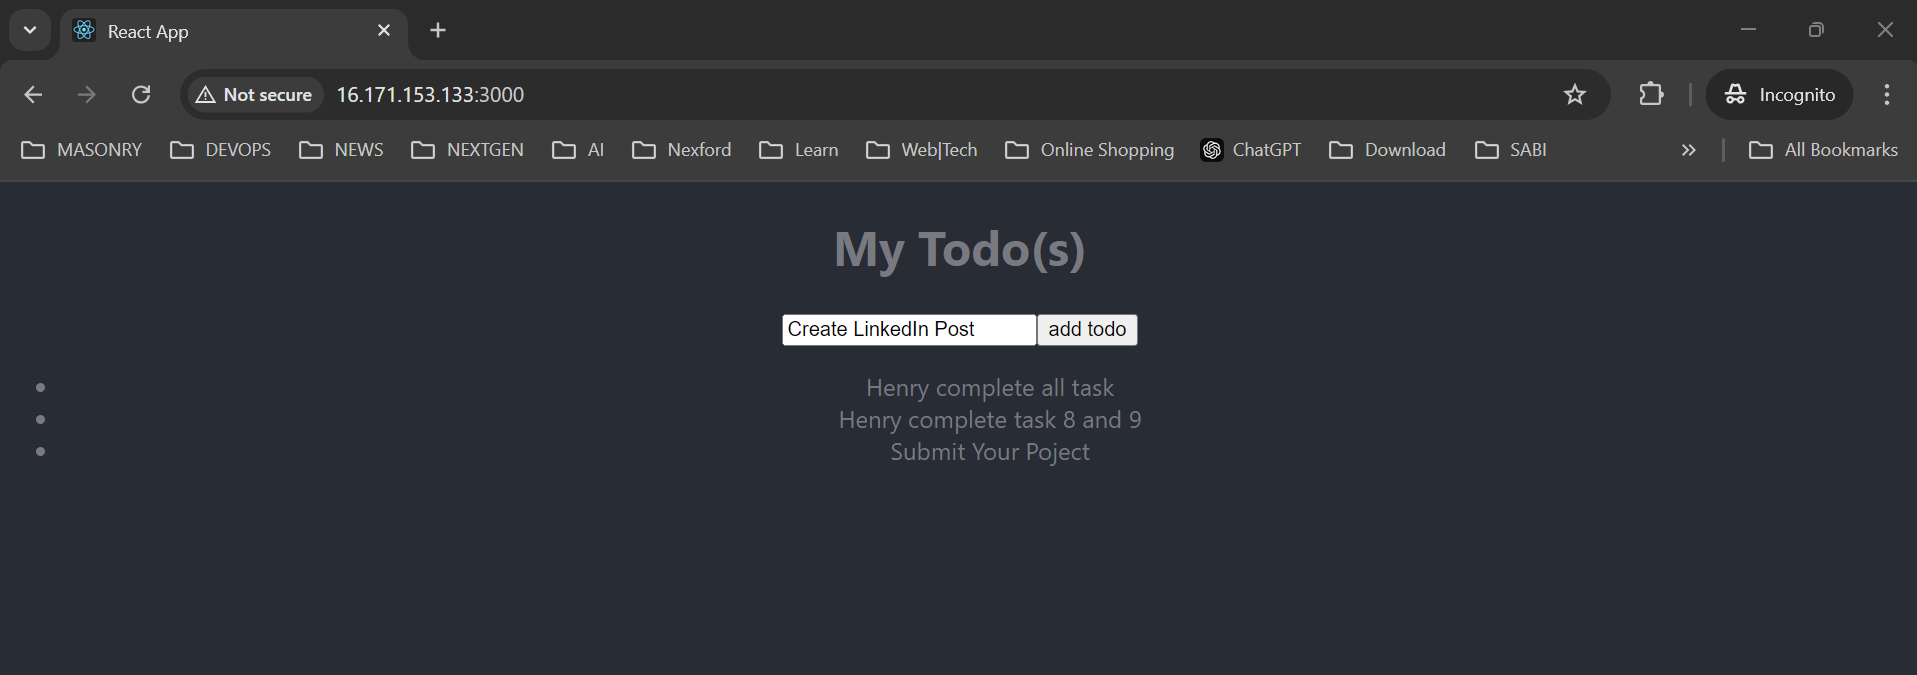 React App
Not secure 16.171.153.133:3000 Incognito
MASONRY DEVOPS NEWS NEXTGEN AI Nexford Learn Web|Tech Online Shopping ChatGPT Download SABI » All Bookmarks
My Todo(s)
Create LinkedIn Post add todo
Henry complete all task
Henry complete task 8 and 9
Submit Your Poject